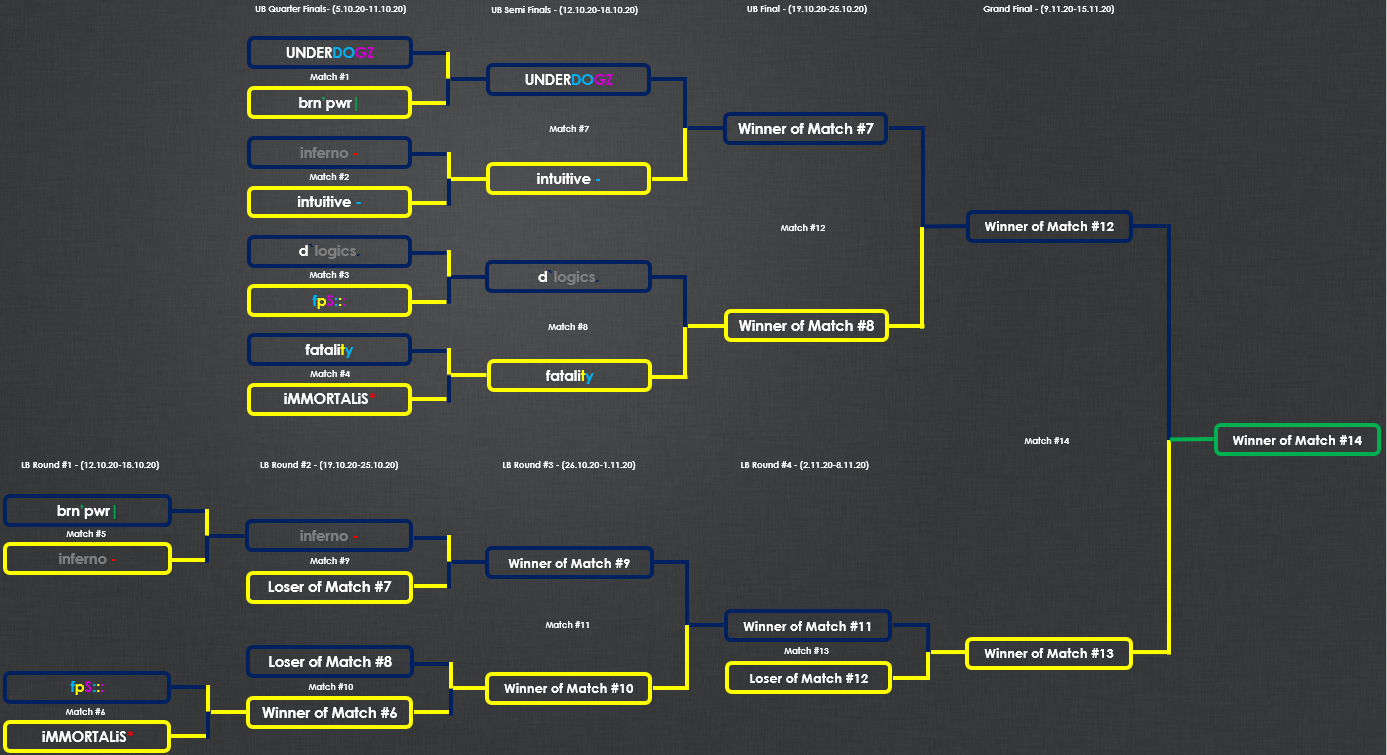 UB Quarter Finals- (5.10.20-11.10.20)
UB Semi Finals - (12.10.20-18.10.20)
UB Final - (19.10.20-25.10.20)
Grand Final - (9.11.20-15.11.20)
UNDERDOGZ
Match #1
brn'pwr|
inferno -
Match #2
intuitive -
d`logics.
Match #3
fpS:::
fatality
Match #4
iMMORTALiS*
UNDERDOGZ
Match #7
intuitive -
d`logics.
Match #8
fatality
Winner of Match #7
Match #12
Winner of Match #8
Winner of Match #12
Match #14
Winner of Match #14
LB Round #1 - (12.10.20-18.10.20)
LB Round #2 - (19.10.20-25.10.20)
LB Round #3 - (26.10.20-1.11.20)
LB Round #4 - (2.11.20-8.11.20)
brn'pwr|
Match #5
inferno -
fpS:::
Match #6
iMMORTALiS*
inferno -
Match #9
Loser of Match #7
Loser of Match #8
Match #10
Winner of Match #6
Winner of Match #9
Match #11
Winner of Match #10
Winner of Match #11
Match #13
Loser of Match #12
Winner of Match #13